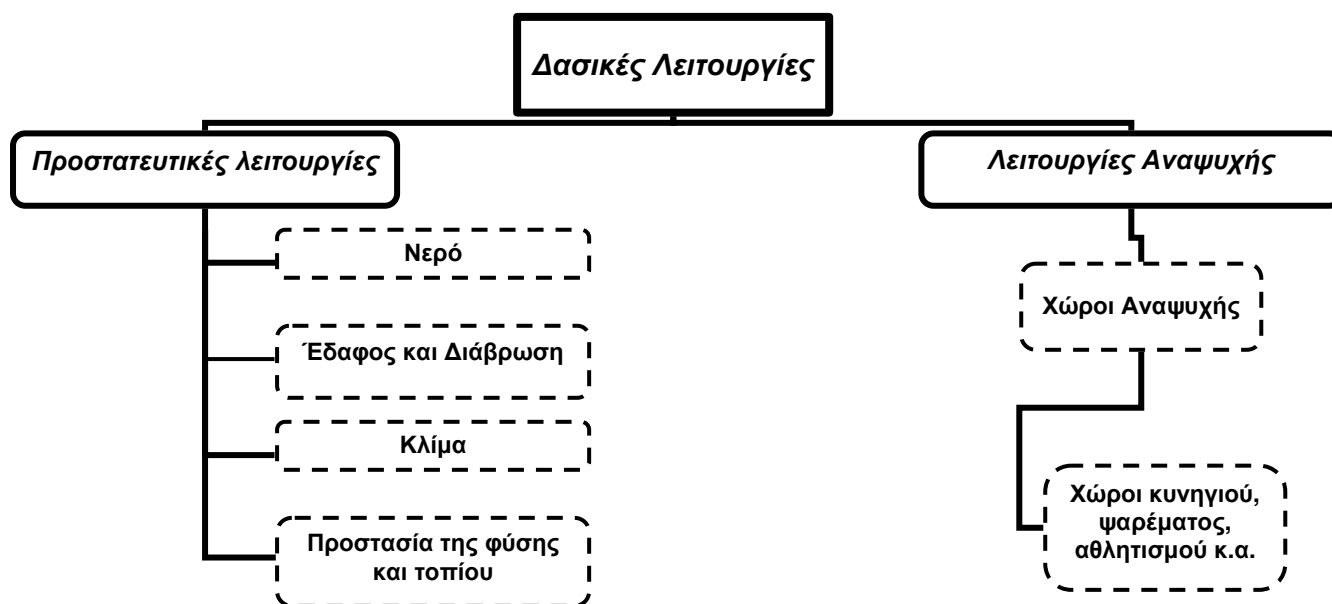 Δασικές Λειτουργίες
Προστατευτικές λειτουργίες
Λειτουργίες Αναψυχής
Νερό
Έδαφος και Διάβρωση
Κλίμα
Προστασία της φύσης
και τοπίου
Χώροι Αναψυχής
Χώροι κυνηγιού,
ψαρέματος,
αθλητισμού κ.α.